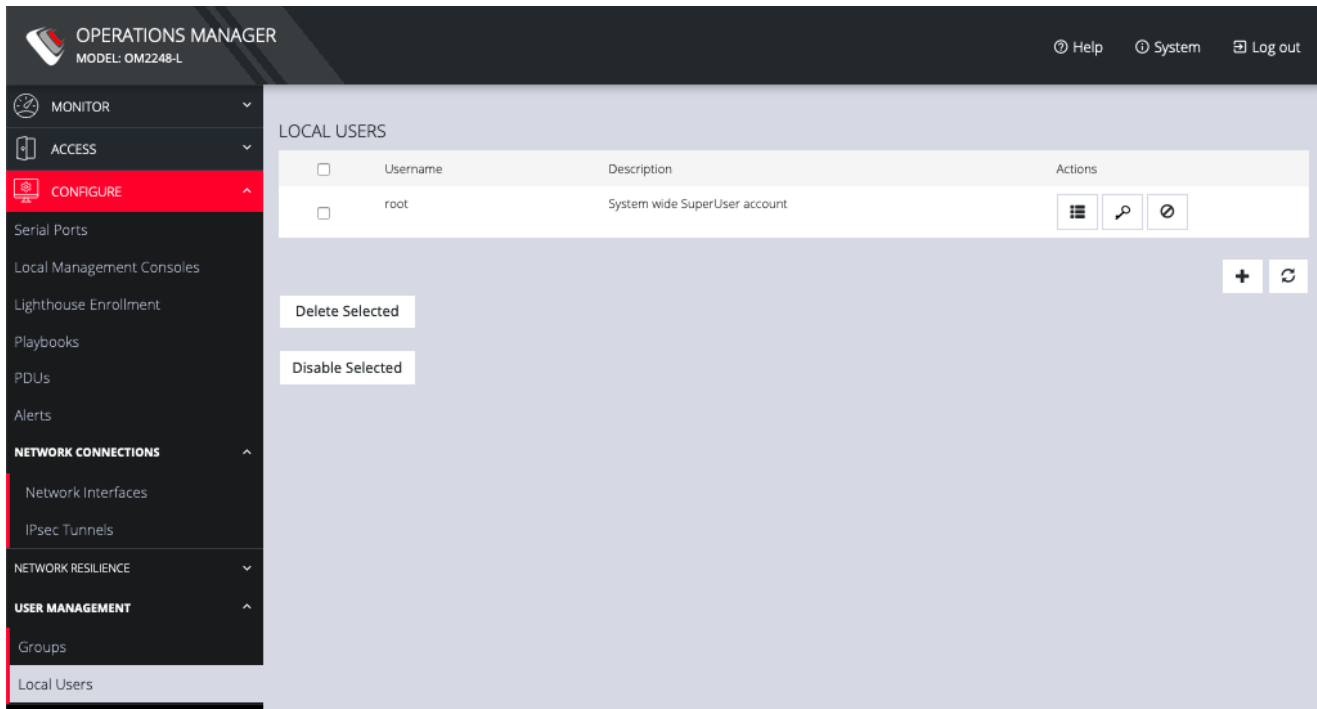 OPERATIONS MANAGER
MODEL: OM2248-L
Help
System
Log out
MONITOR
ACCESS
CONFIGURE
Serial Ports
Local Management Consoles
Lighthouse Enrollment
Playbooks
PDUs
Alerts
NETWORK CONNECTIONS
Network Interfaces
IPsec Tunnels
NETWORK RESILIENCE
USER MANAGEMENT
Groups
Local Users
LOCAL USERS
Username Description Actions
root System wide SuperUser account
Delete Selected
Disable Selected